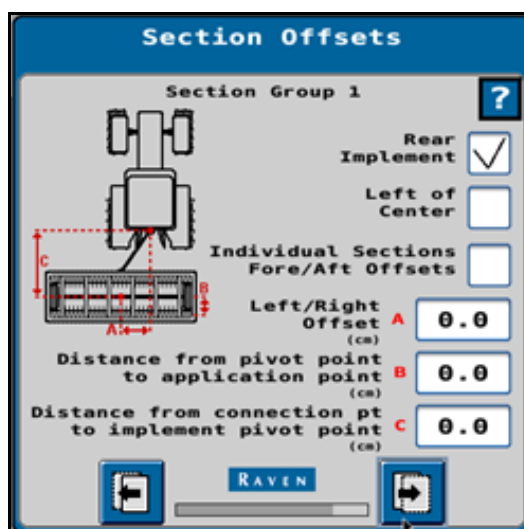 Section Offsets
Section Group 1
?
Rear
Implement
Left of
Center
Individual Sections
Fore/Aft Offsets
C
B
A
Left/Right
Offset A 0.0
(cm)
Distance from pivot point
to application point B 0.0
(cm)
Distance from connection pt
to implement pivot point C 0.0
(cm)
RAVEN